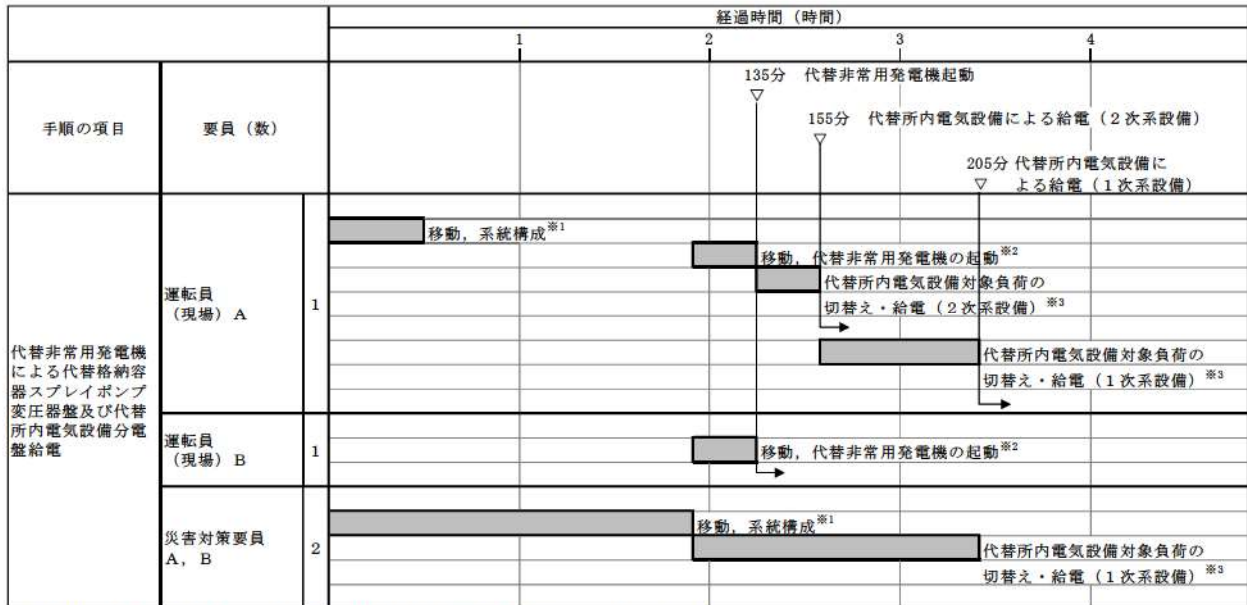 経過時間（時間）
1
2
3
4
手順の項目
要員（数）
135分　代替非常用発電機起動
▽
155分　代替所内電気設備による給電（２次系設備）
▽
205分 代替所内電気設備に
▽　よる給電（１次系設備）
代替非常用発電機
による代替格納容
器スプレイポンプ
変圧器盤及び代替
所内電気設備分電
盤給電
運転員
（現場）Ａ
1
移動，系統構成※1
移動，代替非常用発電機の起動※2
代替所内電気設備対象負荷の
切替え・給電（２次系設備）※3
代替所内電気設備対象負荷の
切替え・給電（１次系設備）※3
運転員
（現場）Ｂ
1
移動，代替非常用発電機の起動※2
災害対策要員
Ａ，Ｂ
2
移動，系統構成※1
代替所内電気設備対象負荷の
切替え・給電（１次系設備）※3